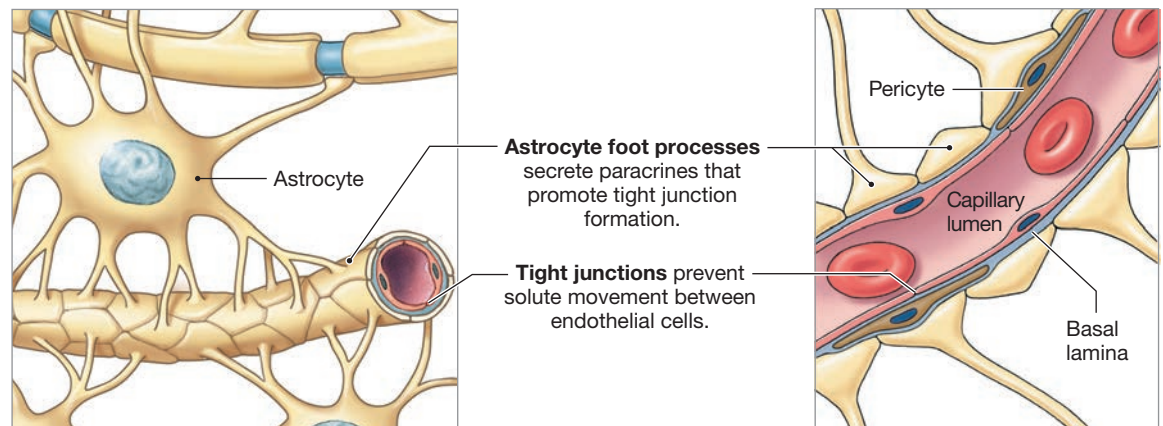 Astrocyte
Astrocyte foot processes
secrete paracrines that
promote tight junction
formation.
Tight junctions prevent
solute movement between
endothelial cells.
Pericyte
Capillary
lumen
Basal
lamina